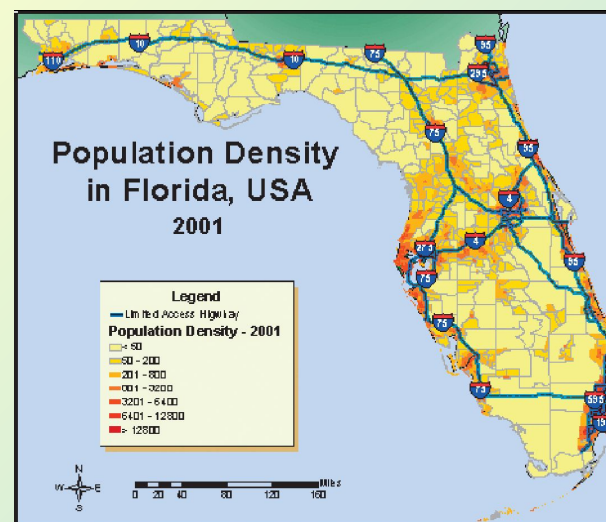 Population Density
in Florida, USA
2001
10
110
10
75
95
295
75
95
4
275
4
75
95
75
75
595
Legend
Limited Access Highway
Population Density - 2001
< 50
50 - 200
201 - 800
801 - 3200
3201 - 6400
6401 - 12800
> 12800
N
W E
S
Miles
0 20 40 80 120 160